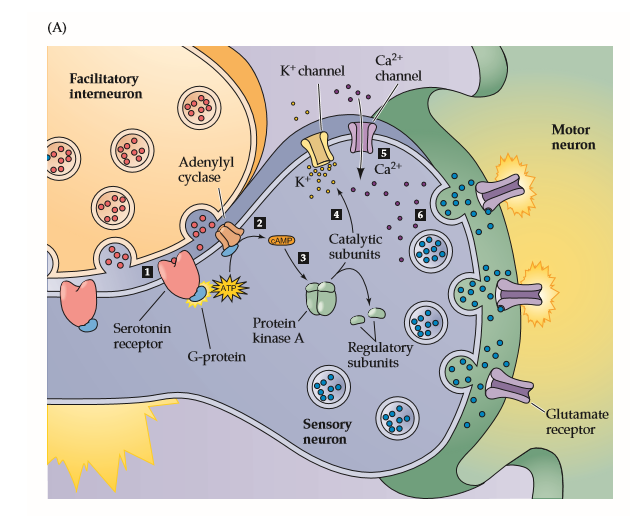 (A)
Facilitatory
interneuron
K⁺ channel
Ca²⁺
channel
Motor
neuron
Adenylyl
cyclase
5
Ca²⁺
K⁺
2
4
6
cAMP
Catalytic
subunits
3
1
ATP
Serotonin
receptor
G-protein
Protein
kinase A
Regulatory
subunits
Sensory
neuron
Glutamate
receptor